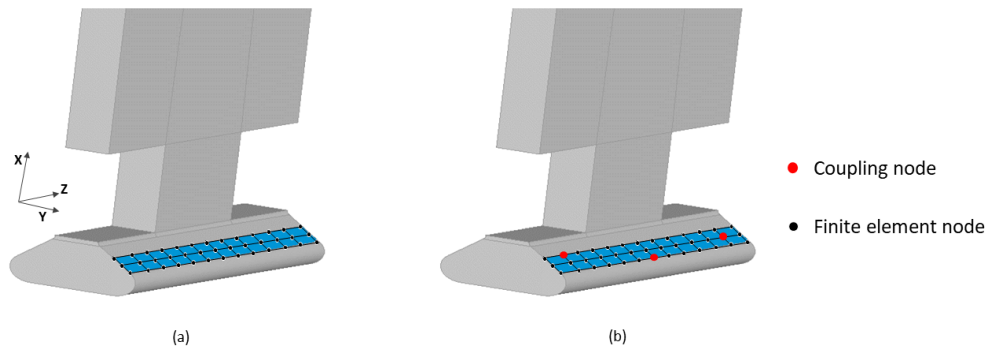 X
Z
Y
Coupling node
Finite element node
(a)
(b)